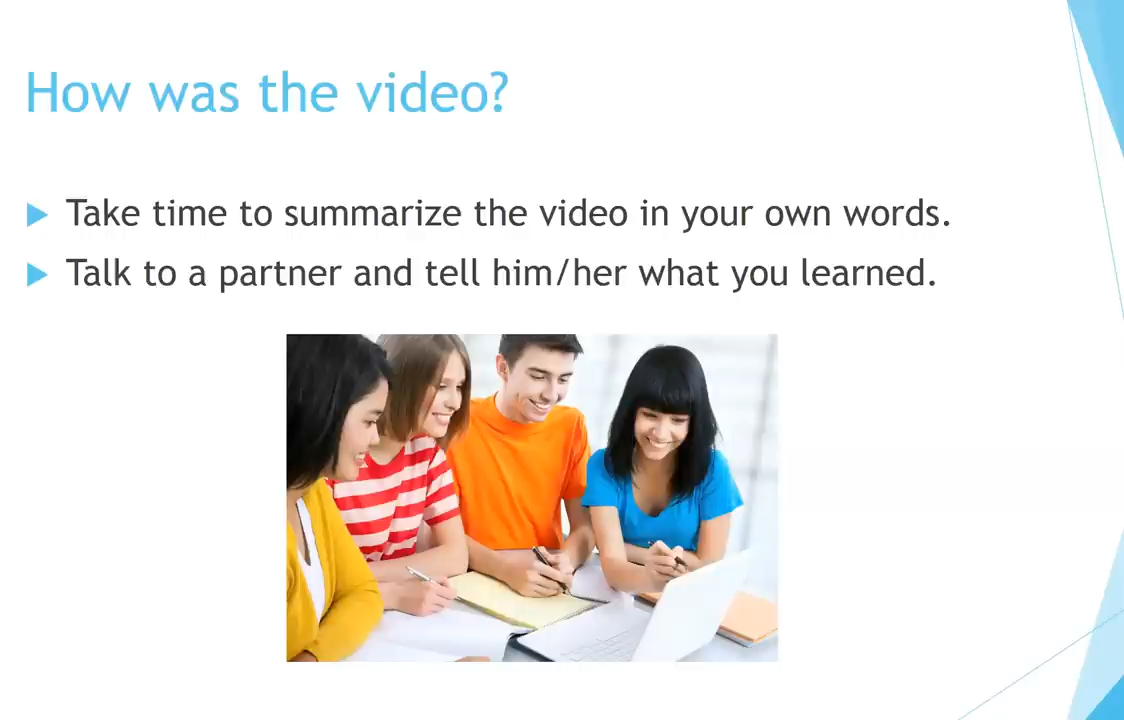 How was the video?
Take time to summarize the video in your own words.
Talk to a partner and tell him/her what you learned.